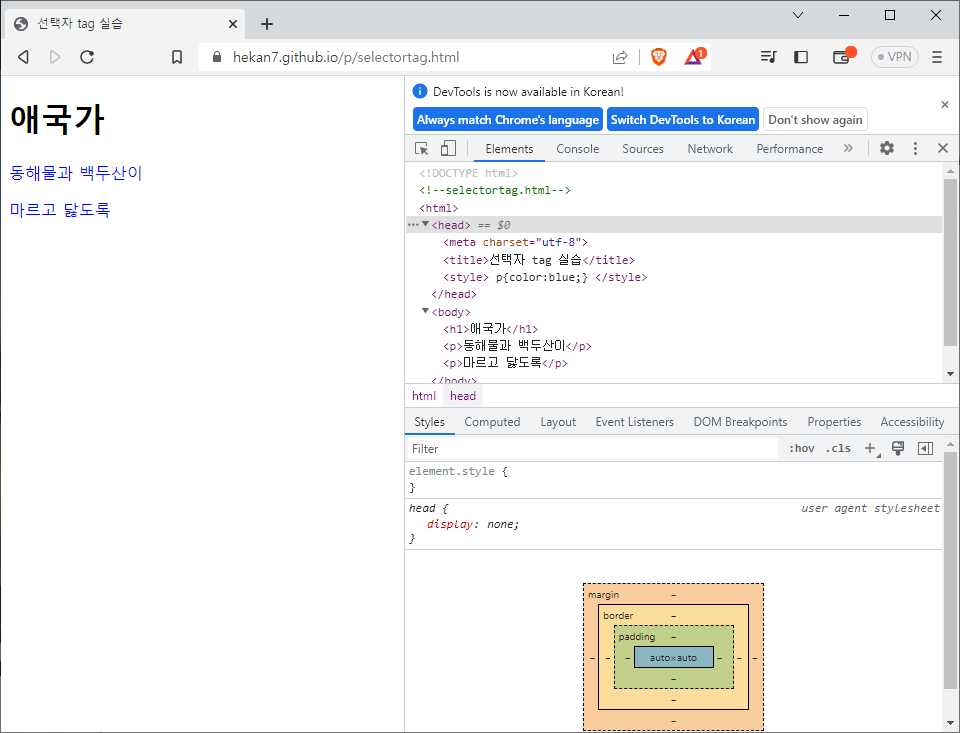 선택자 tag 실습
hekan7.github.io/p/selectortag.html
1
VPN
애국가
동해물과 백두산이
마르고 닳도록
DevTools is now available in Korean!
Always match Chrome's language Switch DevTools to Korean Don't show again
Elements Console Sources Network Performance »
<!DOCTYPE html>
<!--selectortag.html-->
<html>
··· ▼<head> == $0
<meta charset="utf-8">
<title>선택자 tag 실습</title>
<style> p{color:blue;} </style>
</head>
▼<body>
<h1>애국가</h1>
<p>동해물과 백두산이</p>
<p>마르고 닳도록</p>
</body>
html head
Styles Computed Layout Event Listeners DOM Breakpoints Properties Accessibility
Filter :hov .cls +
element.style {
}
head { user agent stylesheet
display: none;
}
margin –
border –
padding –
– – – auto×auto – – –
–
–
–